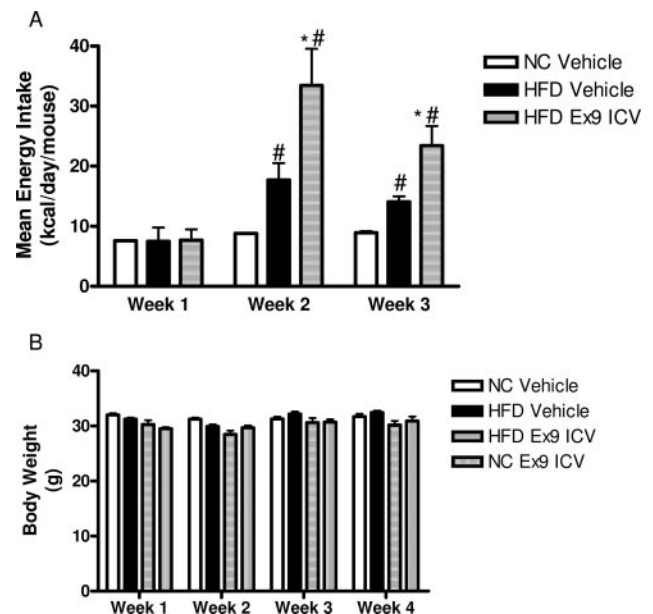 A
Mean Energy Intake
(kcal/day/mouse)
40
30
20
10
0
#
*#
#
*#
Week 1 Week 2 Week 3
NC Vehicle
HFD Vehicle
HFD Ex9 ICV
B
Body Weight
(g)
40
30
20
10
0
Week 1 Week 2 Week 3 Week 4
NC Vehicle
HFD Vehicle
HFD Ex9 ICV
NC Ex9 ICV